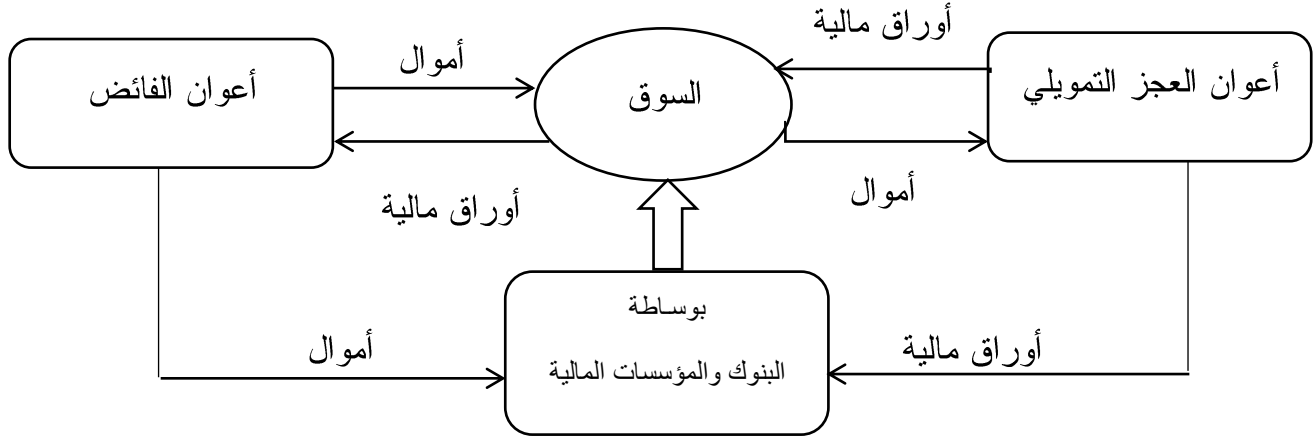 أوراق مالية
أموال
أعوان العجز التمويلي
السوق
أعوان الفائض
أموال
أوراق مالية
بوساطة
البنوك والمؤسسات المالية
أوراق مالية
أموال